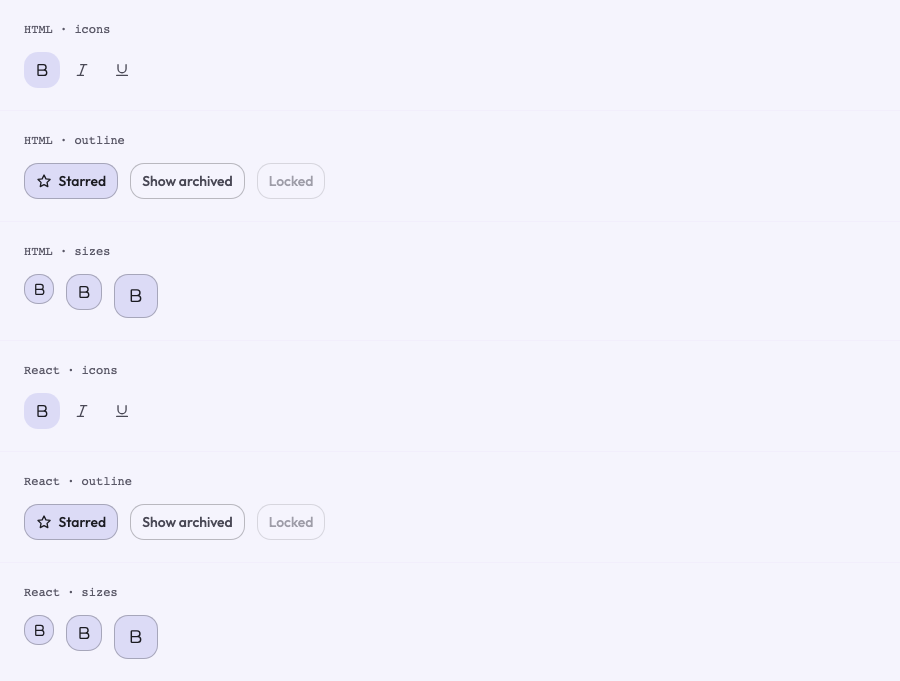 HTML · icons
B I U
HTML · outline
Starred Show archived Locked
HTML · sizes
B B B
React · icons
B I U
React · outline
Starred Show archived Locked
React · sizes
B B B